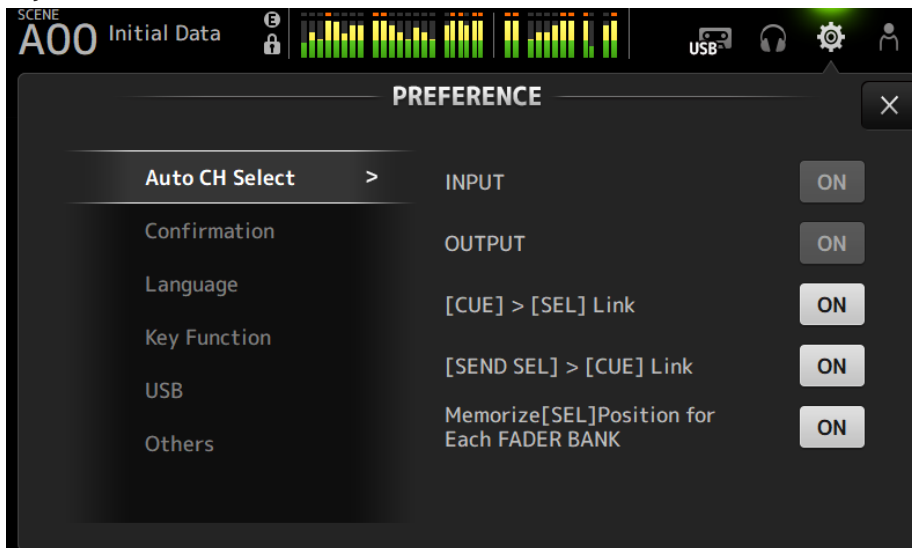 SCENE
A00 Initial Data
E
USB
PREFERENCE
Auto CH Select >
Confirmation
Language
Key Function
USB
Others
INPUT ON
OUTPUT ON
[CUE] > [SEL] Link ON
[SEND SEL] > [CUE] Link ON
Memorize[SEL]Position for
Each FADER BANK ON